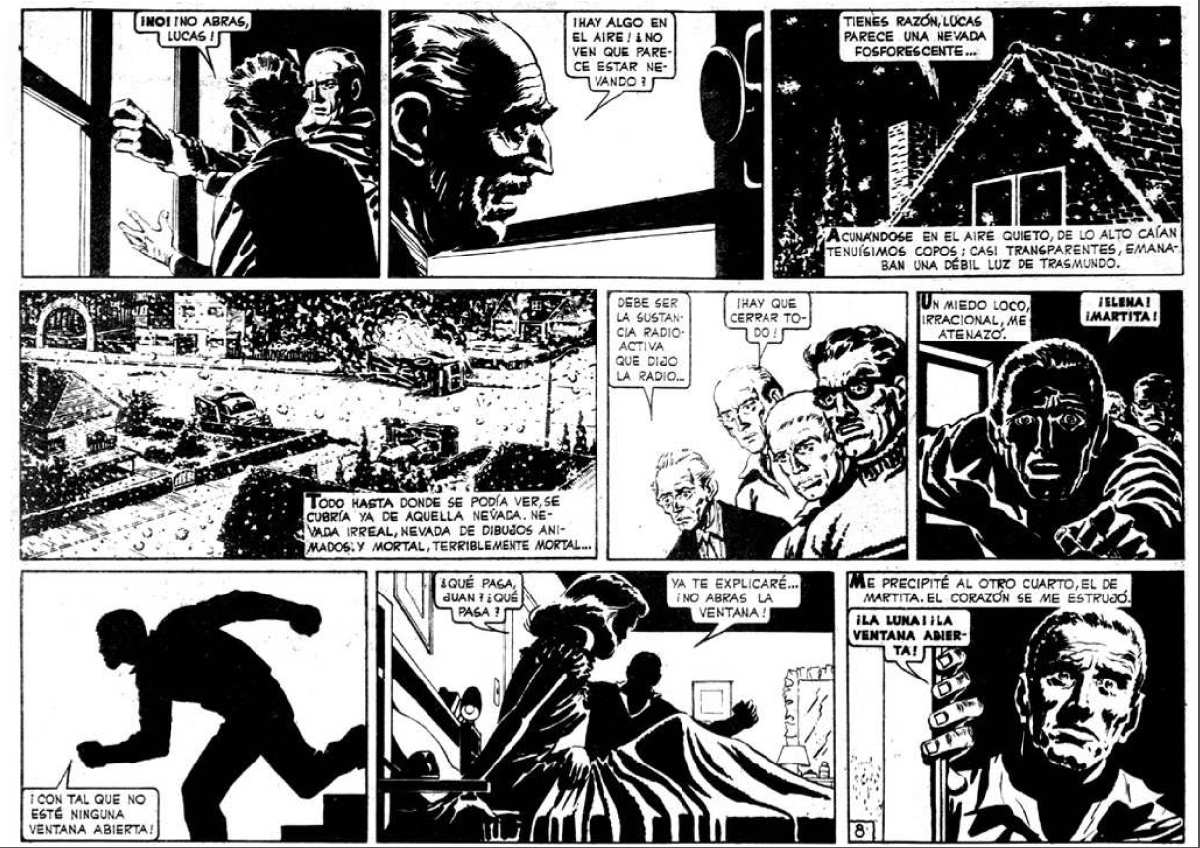 ¡NO! ¡NO ABRAS,
LUCAS!
¡HAY ALGO EN
EL AIRE! ¿NO
VEN QUE PARE-
CE ESTAR NE-
VANDO?
TIENES RAZÓN, LUCAS
PARECE UNA NEVADA
FOSFORESCENTE...
ACUNÁNDOSE EN EL AIRE QUIETO, DE LO ALTO CAÍAN
TENUÍSIMOS COPOS; CASI TRANSPARENTES, EMANA-
BAN UNA DÉBIL LUZ DE TRASMUNDO.
TODO HASTA DONDE SE PODÍA VER, SE
CUBRÍA YA DE AQUELLA NEVADA. NE-
VADA IRREAL, NEVADA DE DIBUJOS ANI-
MADOS; Y MORTAL, TERRIBLEMENTE MORTAL...
DEBE SER
LA SUSTAN-
CIA RADIO-
ACTIVA
QUE DIJO
LA RADIO...
¡HAY QUE
CERRAR TO-
DO!
UN MIEDO LOCO,
IRRACIONAL, ME
ATENAZÓ.
¡ELENA!
¡MARTITA!
¡CON TAL QUE NO
ESTÉ NINGUNA
VENTANA ABIERTA!
¿QUÉ PASA,
JUAN? ¿QUÉ
PASA?
YA TE EXPLICARÉ...
¡NO ABRAS LA
VENTANA!
ME PRECIPITÉ AL OTRO CUARTO, EL DE
MARTITA. EL CORAZÓN SE ME ESTRUJÓ.
¡LA LUNA! ¡LA
VENTANA ABIER-
TA!
8